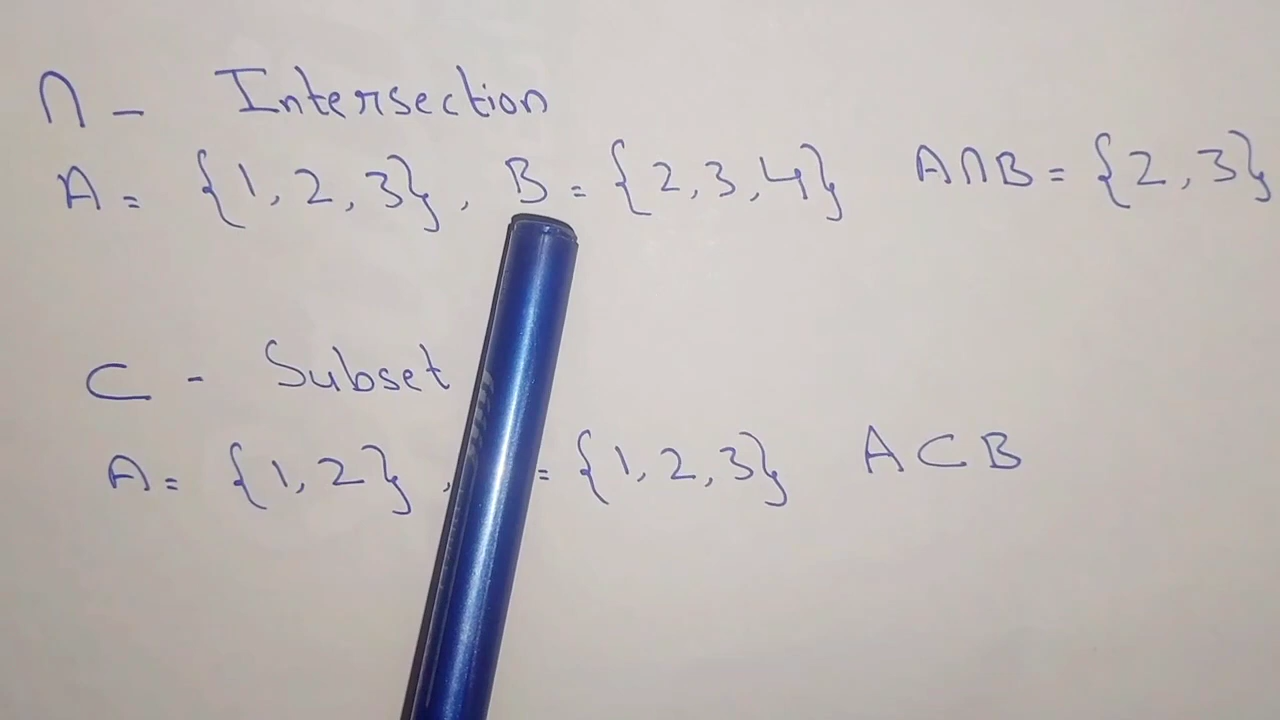 ∩ - Intersection
A = {1, 2, 3}, B = {2, 3, 4} A∩B = {2, 3}
⊂ - Subset
A = {1, 2}, = {1, 2, 3} A ⊂ B